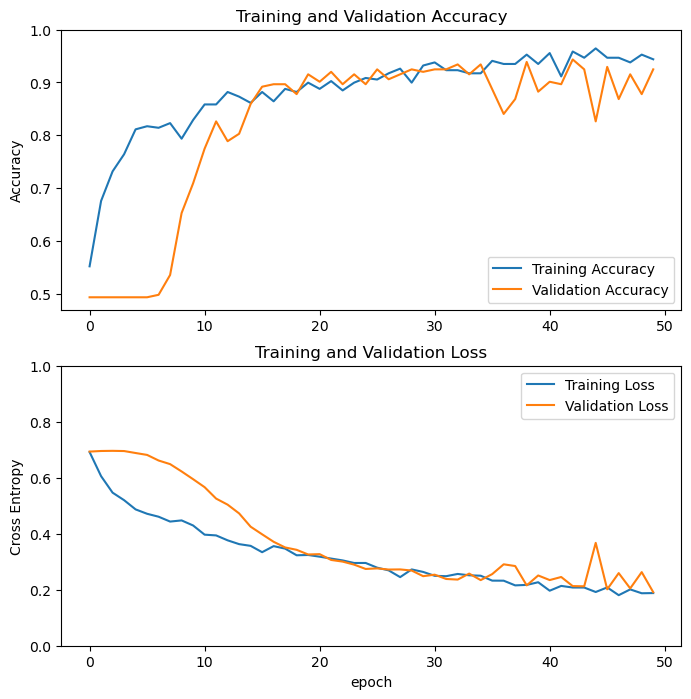 Training and Validation Accuracy
Accuracy
1.0
0.9
0.8
0.7
0.6
0.5
Training Accuracy
Validation Accuracy
0 10 20 30 40 50
Training and Validation Loss
Cross Entropy
1.0
0.8
0.6
0.4
0.2
0.0
Training Loss
Validation Loss
0 10 20 30 40 50
epoch